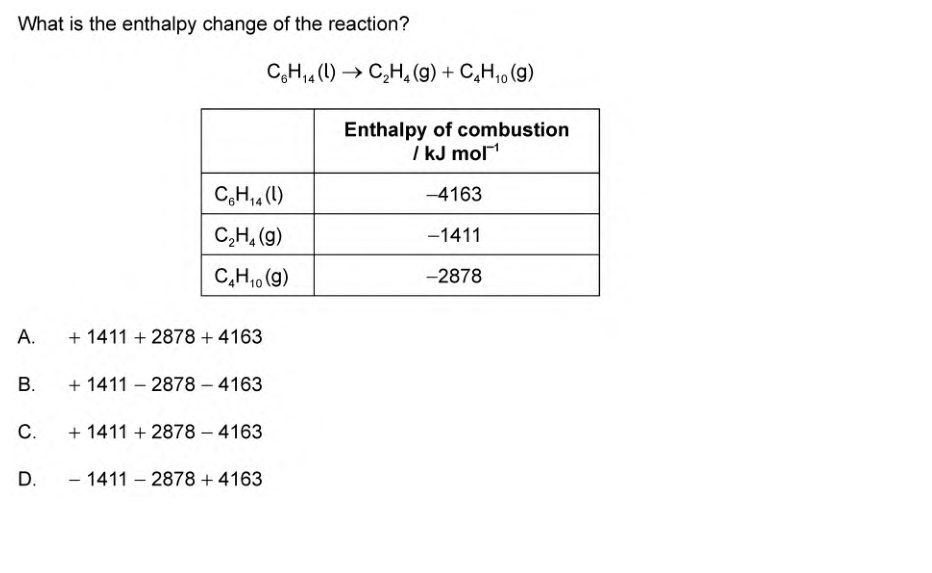 What is the enthalpy change of the reaction?
C₆H₁₄ (l) → C₂H₄ (g) + C₄H₁₀ (g)
Enthalpy of combustion
/ kJ mol⁻¹
C₆H₁₄ (l) –4163
C₂H₄ (g) –1411
C₄H₁₀ (g) –2878
A. + 1411 + 2878 + 4163
B. + 1411 – 2878 – 4163
C. + 1411 + 2878 – 4163
D. – 1411 – 2878 + 4163